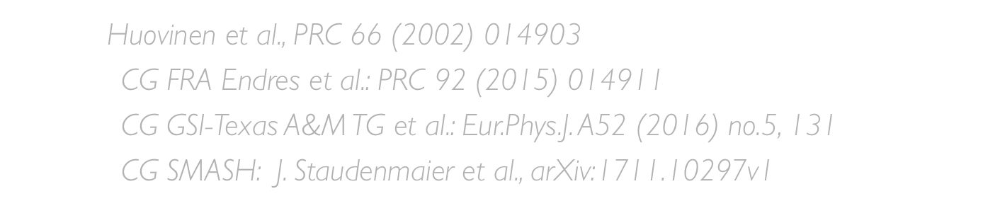 Huovinen et al., PRC 66 (2002) 014903
CG FRA Endres et al.: PRC 92 (2015) 014911
CG GSI-Texas A&M TG et al.: Eur.Phys.J. A52 (2016) no.5, 131
CG SMASH: J. Staudenmaier et al., arXiv:1711.10297v1